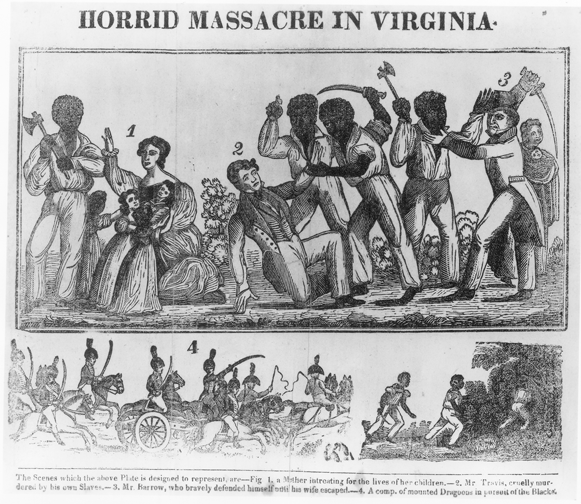 HORRID MASSACRE IN VIRGINIA.
1
2
3
4
The Scenes which the above Plate is designed to represent, are—Fig 1, a Mother intreating for the lives of her children.—2. Mr. Travis, cruelly mur-
dered by his own Slaves.—3. Mr. Barrow, who bravely defended himself until his wife escaped.—4. A comp. of mounted Dragoons in pursuit of the Blacks.